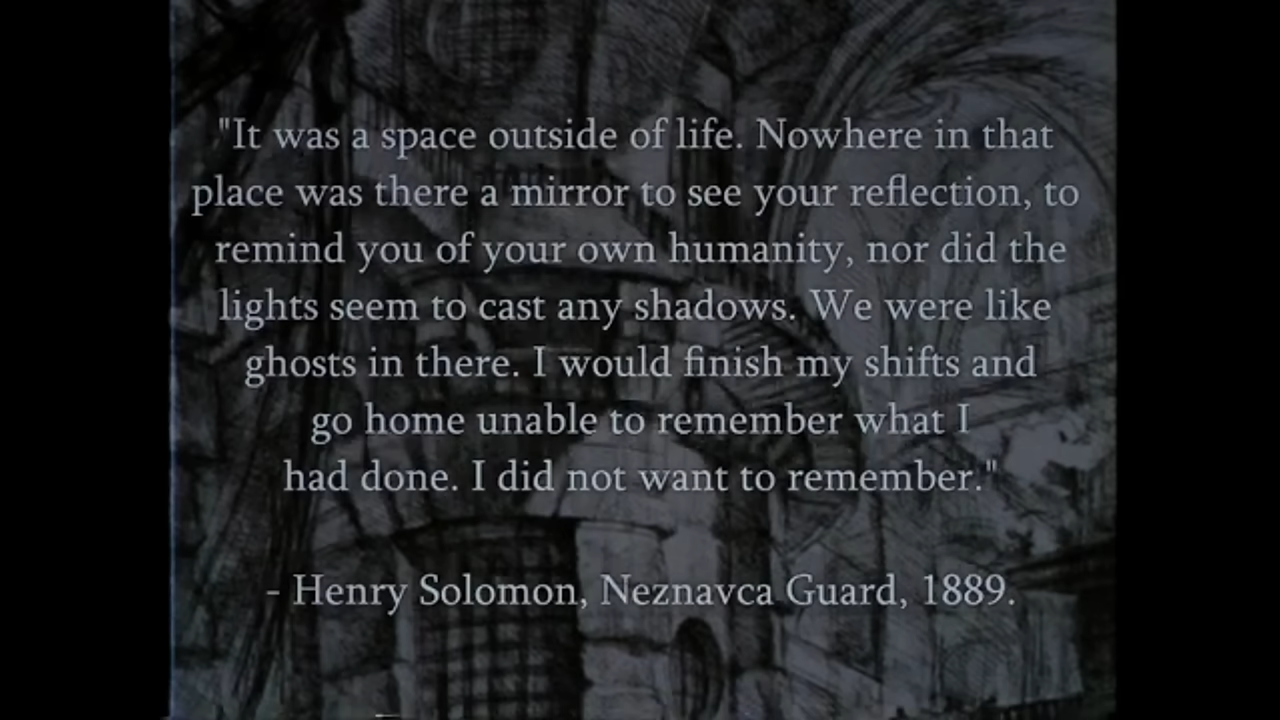 "It was a space outside of life. Nowhere in that
place was there a mirror to see your reflection, to
remind you of your own humanity, nor did the
lights seem to cast any shadows. We were like
ghosts in there. I would finish my shifts and
go home unable to remember what I
had done. I did not want to remember."
- Henry Solomon, Neznavca Guard, 1889.